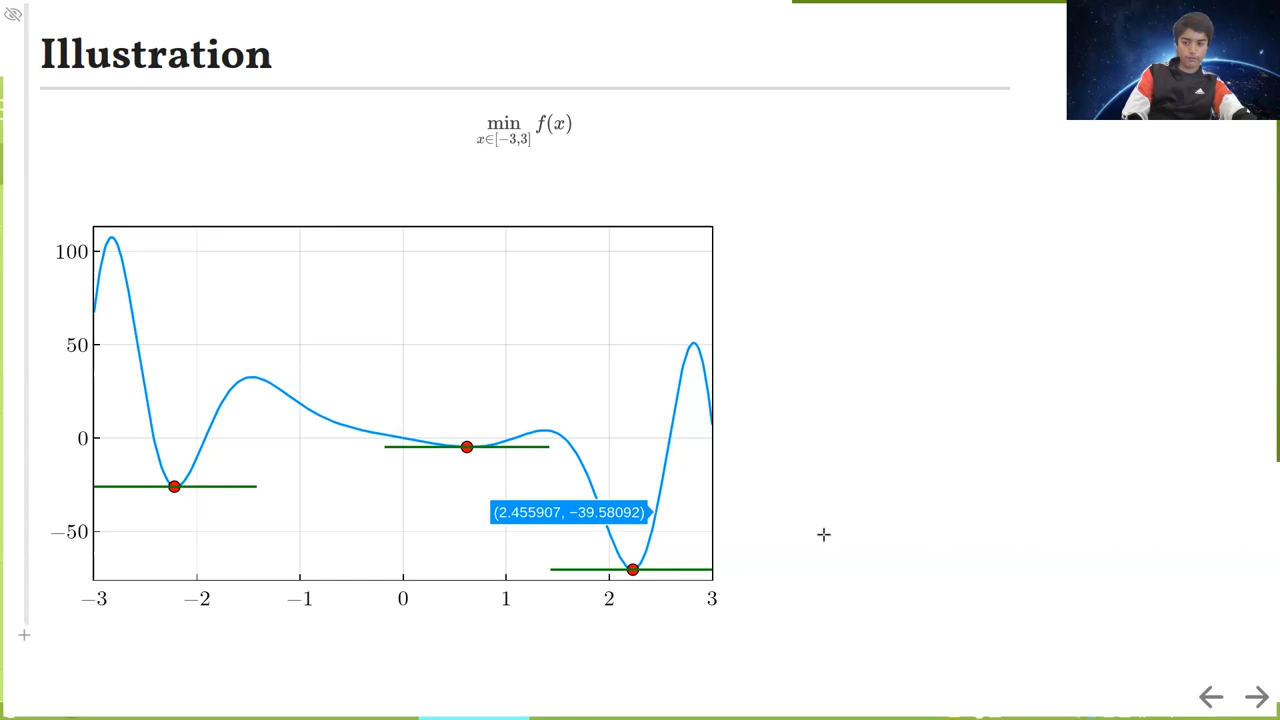 Illustration
min f(x)
x∈[−3,3]
100
50
0
−50
(2.455907, −39.58092)
−3 −2 −1 0 1 2 3